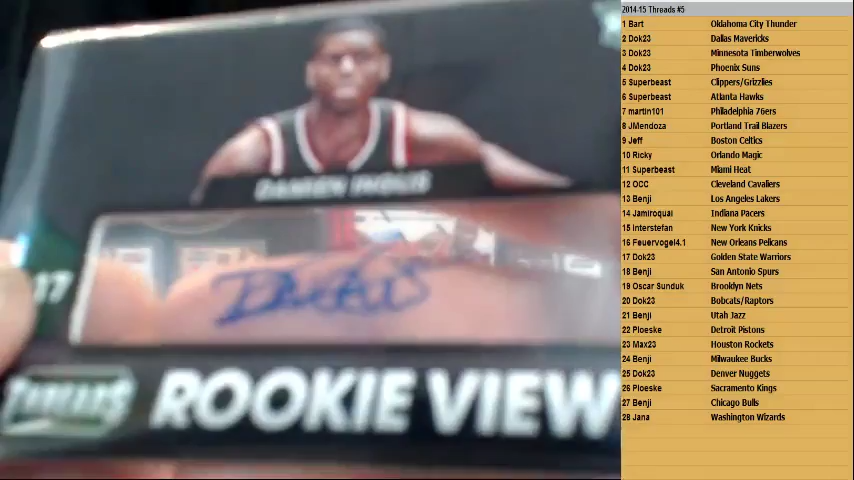 DAMIEN INGLIS
17
THREADS
ROOKIE VIEW
2014-15 Threads #5
1 Bart Oklahoma City Thunder
2 Dok23 Dallas Mavericks
3 Dok23 Minnesota Timberwolves
4 Dok23 Phoenix Suns
5 Superbeast Clippers/Grizzlies
6 Superbeast Atlanta Hawks
7 martin101 Philadelphia 76ers
8 JMendoza Portland Trail Blazers
9 Jeff Boston Celtics
10 Ricky Orlando Magic
11 Superbeast Miami Heat
12 OCC Cleveland Cavaliers
13 Benji Los Angeles Lakers
14 Jamiroquai Indiana Pacers
15 interstefan New York Knicks
16 Feuervogel4.1 New Orleans Pelicans
17 Dok23 Golden State Warriors
18 Benji San Antonio Spurs
19 Oscar Sunduk Brooklyn Nets
20 Dok23 Bobcats/Raptors
21 Benji Utah Jazz
22 Ploeske Detroit Pistons
23 Max23 Houston Rockets
24 Benji Milwaukee Bucks
25 Dok23 Denver Nuggets
26 Ploeske Sacramento Kings
27 Benji Chicago Bulls
28 Jana Washington Wizards